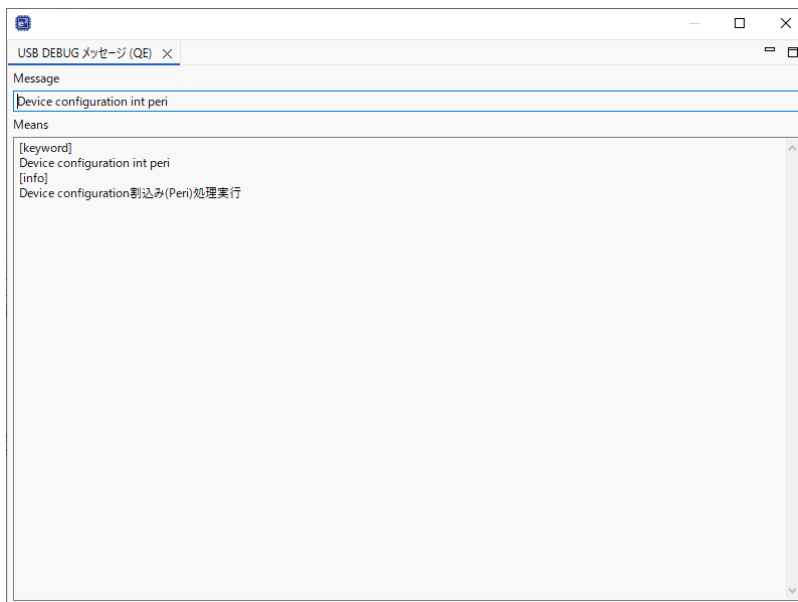 USB DEBUG メッセージ (QE)
Message
Device configuration int peri
Means
[keyword]
Device configuration int peri
[info]
Device configuration割込み(Peri)処理実行